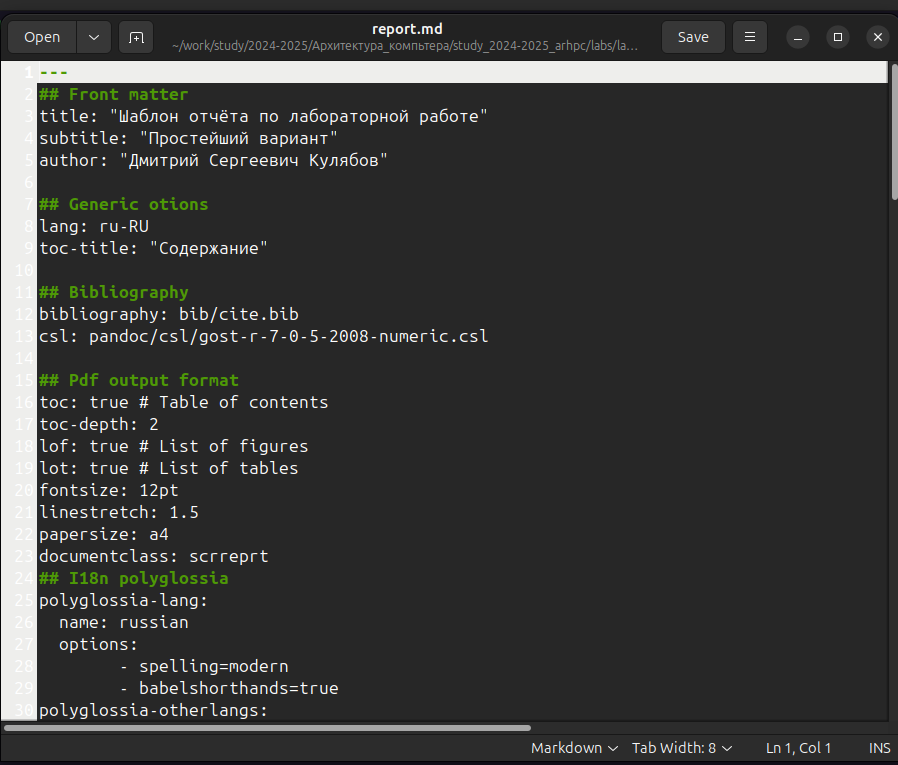 Open
report.md
~/work/study/2024-2025/Архитектура_компьтера/study_2024-2025_arhpc/labs/la…
Save
1 ---
2 ## Front matter
3 title: "Шаблон отчёта по лабораторной работе"
4 subtitle: "Простейший вариант"
5 author: "Дмитрий Сергеевич Кулябов"
6
7 ## Generic otions
8 lang: ru-RU
9 toc-title: "Содержание"
10
11 ## Bibliography
12 bibliography: bib/cite.bib
13 csl: pandoc/csl/gost-r-7-0-5-2008-numeric.csl
14
15 ## Pdf output format
16 toc: true # Table of contents
17 toc-depth: 2
18 lof: true # List of figures
19 lot: true # List of tables
20 fontsize: 12pt
21 linestretch: 1.5
22 papersize: a4
23 documentclass: scrreprt
24 ## I18n polyglossia
25 polyglossia-lang:
26   name: russian
27   options:
28         - spelling=modern
29         - babelshorthands=true
30 polyglossia-otherlangs:
Markdown Tab Width: 8 Ln 1, Col 1 INS